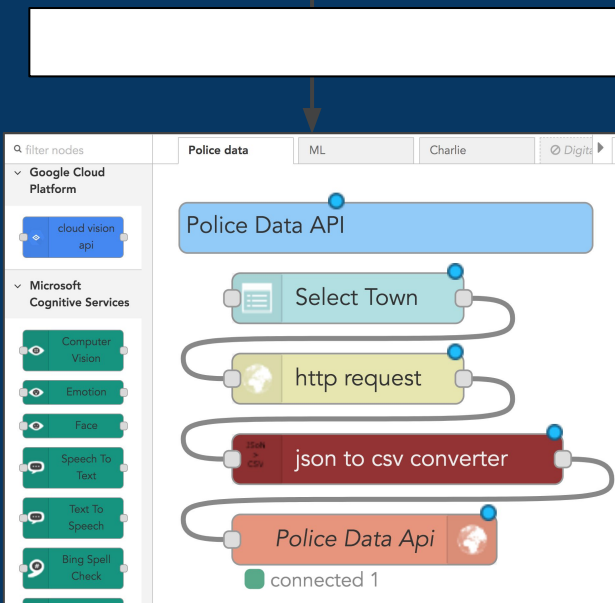 filter nodes
Google Cloud
Platform
cloud vision
api
Microsoft
Cognitive Services
Computer
Vision
Emotion
Face
Speech To
Text
Text To
Speech
Bing Spell
Check
Police data
ML
Charlie
Police Data API
Select Town
http request
JSON
>
CSV
json to csv converter
Police Data Api
connected 1